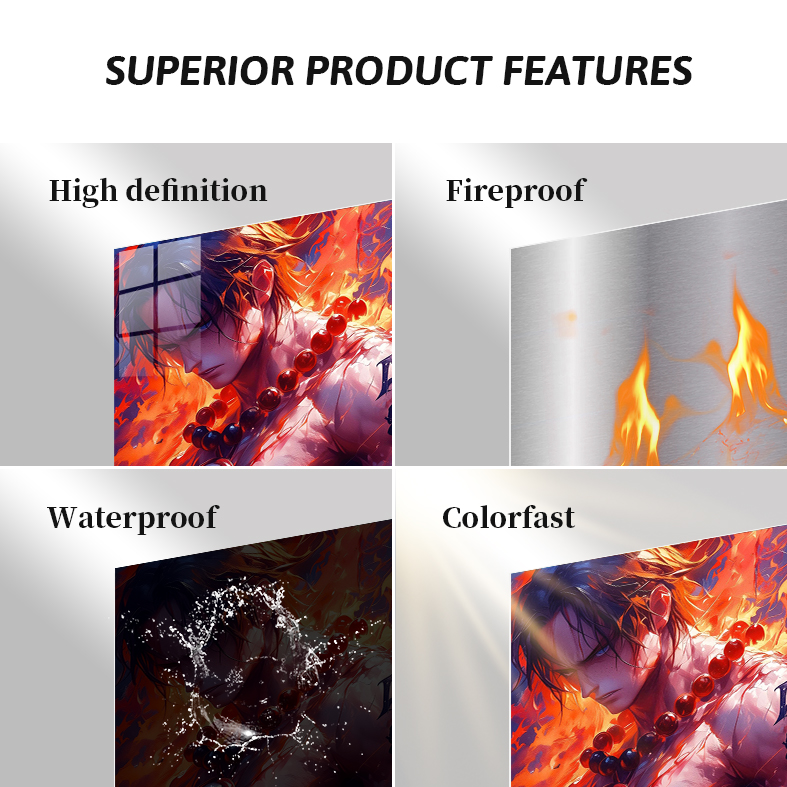 SUPERIOR PRODUCT FEATURES
High definition
Fireproof
Waterproof
Colorfast